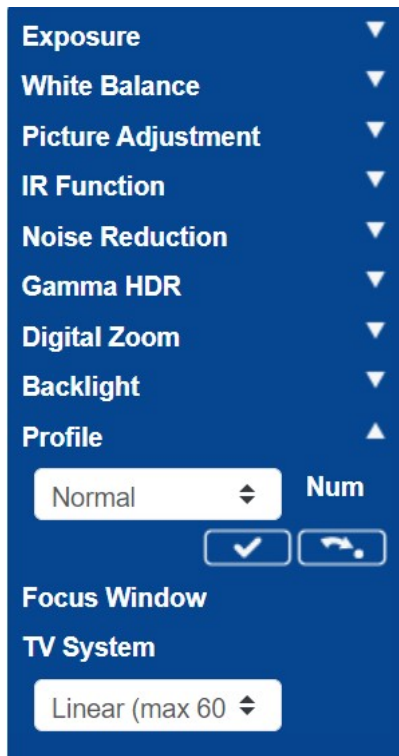 Exposure
White Balance
Picture Adjustment
IR Function
Noise Reduction
Gamma HDR
Digital Zoom
Backlight
Profile
Normal Num
Focus Window
TV System
Linear (max 60